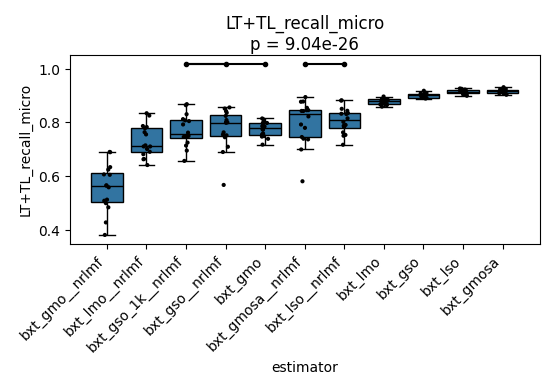 LT+TL_recall_micro
p = 9.04e-26
LT+TL_recall_micro
1.0
0.8
0.6
0.4
bxt_gmo__nrlmf
bxt_lmo__nrlmf
bxt_gso_1k__nrlmf
bxt_gso__nrlmf
bxt_gmo
bxt_gmosa__nrlmf
bxt_lso__nrlmf
bxt_lmo
bxt_gso
bxt_lso
bxt_gmosa
estimator